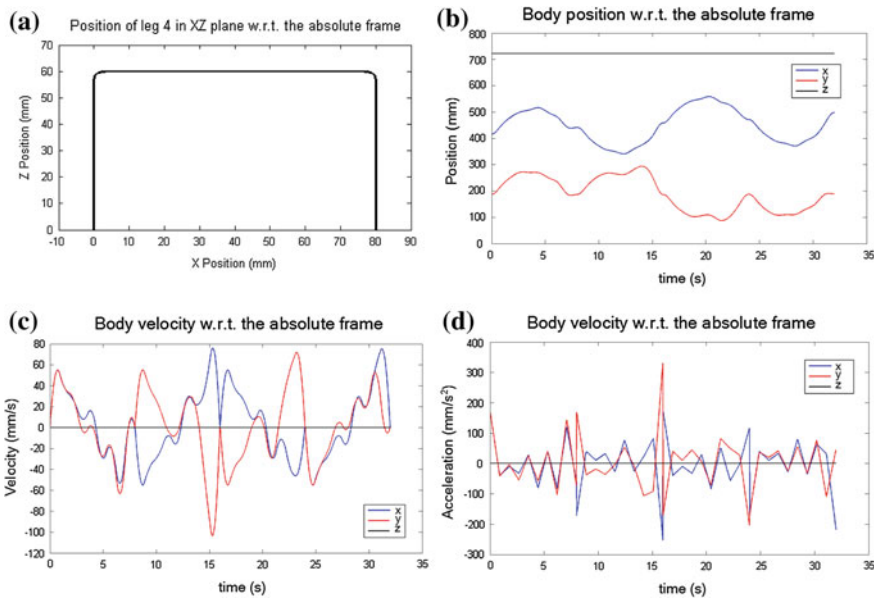 (a)
Position of leg 4 in XZ plane w.r.t. the absolute frame
70
60
50
40
30
20
10
0
Z Position (mm)
-10 0 10 20 30 40 50 60 70 80 90
X Position (mm)
(b)
Body position w.r.t. the absolute frame
800
700
600
500
400
300
200
100
0
Position (mm)
x
y
z
0 5 10 15 20 25 30 35
time (s)
(c)
Body velocity w.r.t. the absolute frame
80
60
40
20
0
-20
-40
-60
-80
-100
-120
Velocity (mm/s)
x
y
z
0 5 10 15 20 25 30 35
time (s)
(d)
Body velocity w.r.t. the absolute frame
400
300
200
100
0
-100
-200
-300
Acceleration (mm/s²)
x
y
z
0 5 10 15 20 25 30 35
time (s)